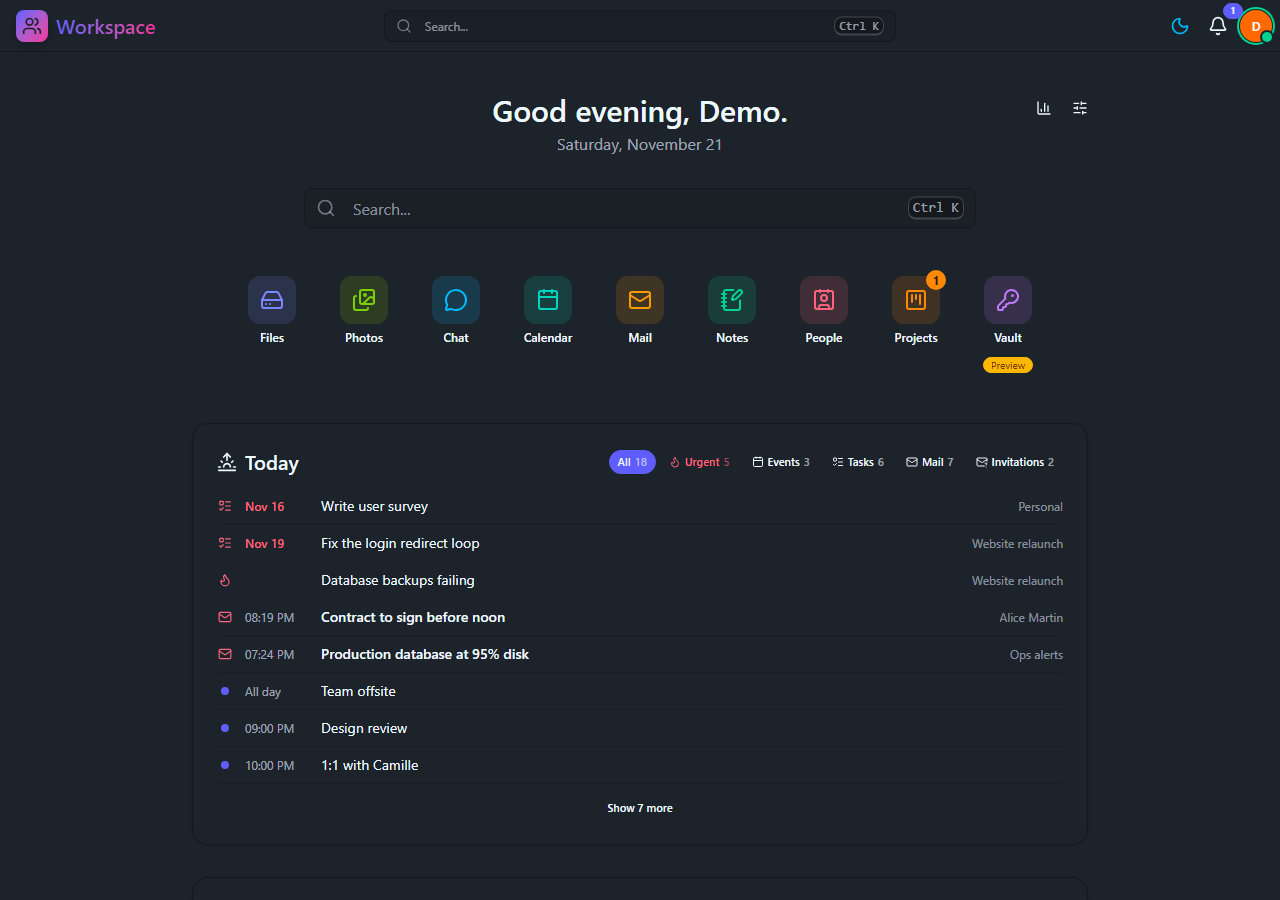 Workspace
Search...
Ctrl K
1
D
Good evening, Demo.
Saturday, November 21
Search...
Ctrl K
1
Files
Photos
Chat
Calendar
Mail
Notes
People
Projects
Vault
Preview
Today
All 18
Urgent 5
Events 3
Tasks 6
Mail 7
Invitations 2
Nov 16 Write user survey Personal
Nov 19 Fix the login redirect loop Website relaunch
Database backups failing Website relaunch
08:19 PM Contract to sign before noon Alice Martin
07:24 PM Production database at 95% disk Ops alerts
All day Team offsite
09:00 PM Design review
10:00 PM 1:1 with Camille
Show 7 more